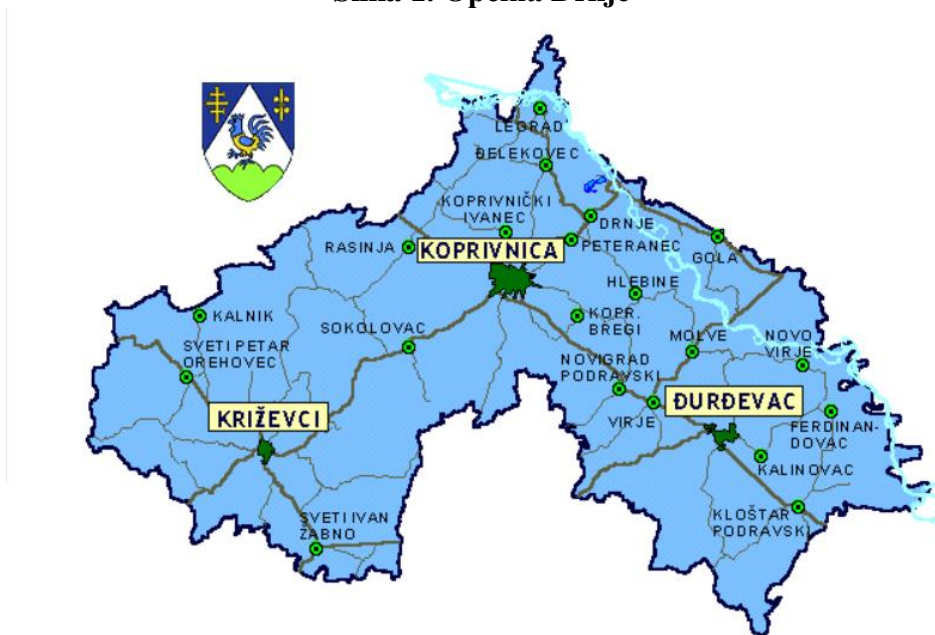 Slika 1. Općina Drnje
LEGRAD
ĐELEKOVEC
KOPRIVNIČKI
IVANEC
DRNJE
RASINJA
KOPRIVNICA
PETERANEC
GOLA
HLEBINE
KALNIK
SOKOLOVAC
KOPR.
BREGI
MOLVE
NOVO
VIRJE
SVETI PETAR
OREHOVEC
NOVIGRAD
PODRAVSKI
KRIŽEVCI
VIRJE
ĐURĐEVAC
FERDINAN-
DOVAC
KALINOVAC
SVETI IVAN
ŽABNO
KLOŠTAR
PODRAVSKI